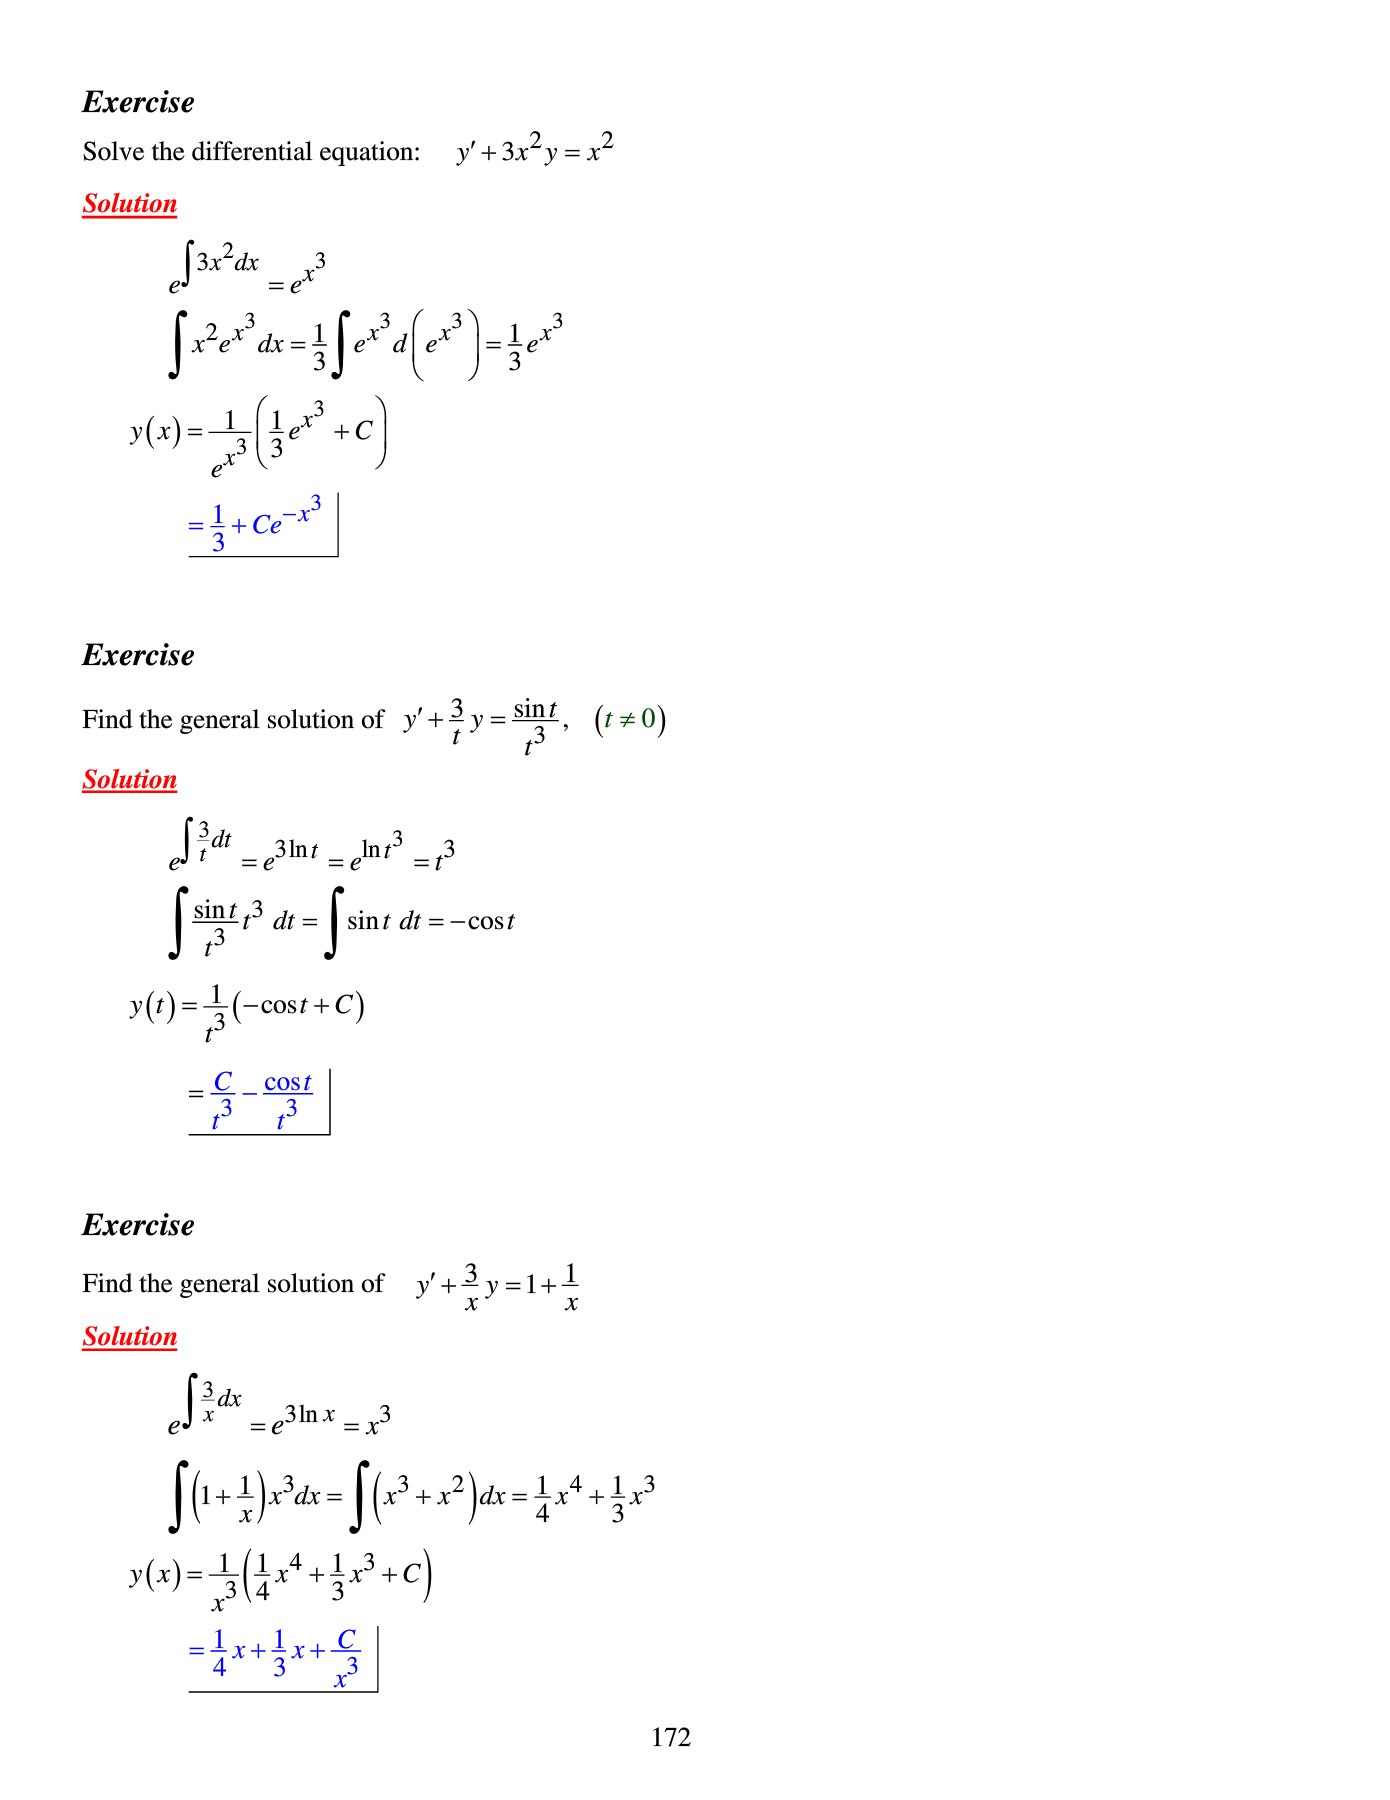 Exercise
Solve the differential equation: $y' + 3x^2 y = x^2$
Solution
$e^{\int 3x^2 dx} = e^{x^3}$
$\int x^2 e^{x^3} dx = \frac{1}{3} \int e^{x^3} d\left(e^{x^3}\right) = \frac{1}{3} e^{x^3}$
$y(x) = \frac{1}{e^{x^3}} \left(\frac{1}{3} e^{x^3} + C\right)$
$= \frac{1}{3} + Ce^{-x^3}$
Exercise
Find the general solution of $y' + \frac{3}{t} y = \frac{\sin t}{t^3}, \quad (t \neq 0)$
Solution
$e^{\int \frac{3}{t} dt} = e^{3 \ln t} = e^{\ln t^3} = t^3$
$\int \frac{\sin t}{t^3} t^3 \, dt = \int \sin t \, dt = -\cos t$
$y(t) = \frac{1}{t^3} (-\cos t + C)$
$= \frac{C}{t^3} - \frac{\cos t}{t^3}$
Exercise
Find the general solution of $y' + \frac{3}{x} y = 1 + \frac{1}{x}$
Solution
$e^{\int \frac{3}{x} dx} = e^{3 \ln x} = x^3$
$\int \left(1 + \frac{1}{x}\right) x^3 dx = \int \left(x^3 + x^2\right) dx = \frac{1}{4} x^4 + \frac{1}{3} x^3$
$y(x) = \frac{1}{x^3} \left(\frac{1}{4} x^4 + \frac{1}{3} x^3 + C\right)$
$= \frac{1}{4} x + \frac{1}{3} x + \frac{C}{x^3}$
172